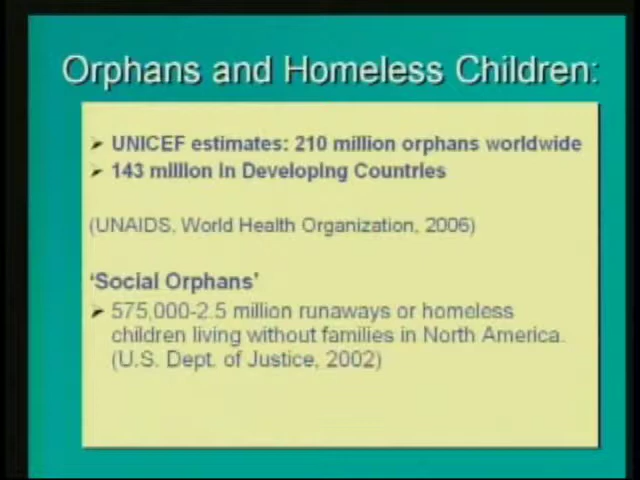 Orphans and Homeless Children:
➢ UNICEF estimates: 210 million orphans worldwide
➢ 143 million in Developing Countries
(UNAIDS, World Health Organization, 2006)
‘Social Orphans’
➢ 575,000-2.5 million runaways or homeless
children living without families in North America.
(U.S. Dept. of Justice, 2002)